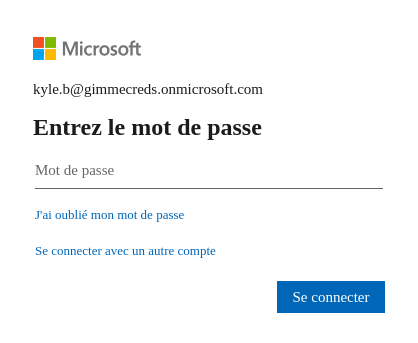 Microsoft
kyle.b@gimmecreds.onmicrosoft.com
Entrez le mot de passe
Mot de passe
J'ai oublié mon mot de passe
Se connecter avec un autre compte
Se connecter